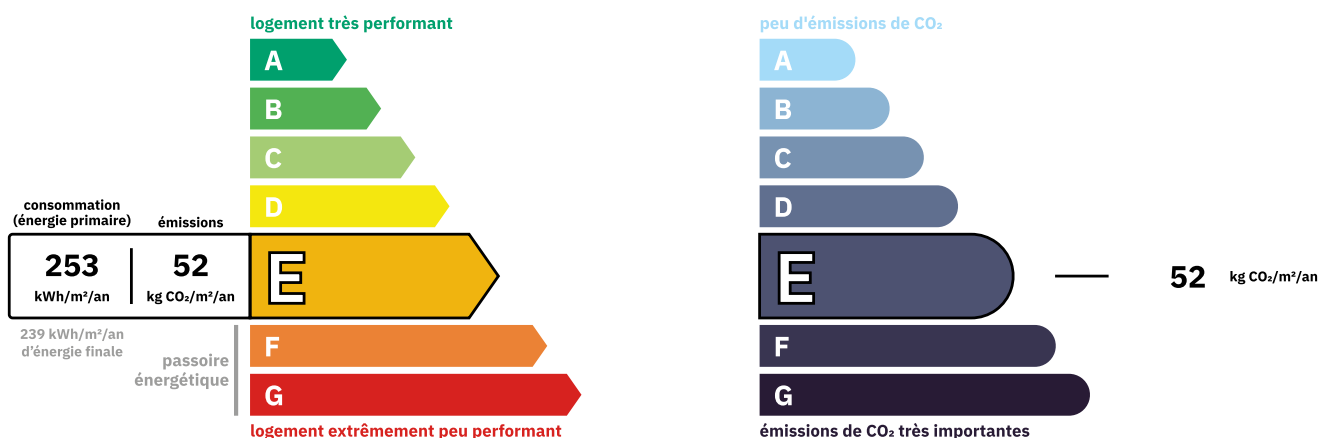 logement très performant
A
B
C
D
consommation
(énergie primaire)
émissions
253
kWh/m²/an
52
kg CO₂/m²/an
E
239 kWh/m²/an
d'énergie finale
passoire
énergétique
F
G
logement extrêmement peu performant
peu d'émissions de CO₂
A
B
C
D
E
52 kg CO₂/m²/an
F
G
émissions de CO₂ très importantes